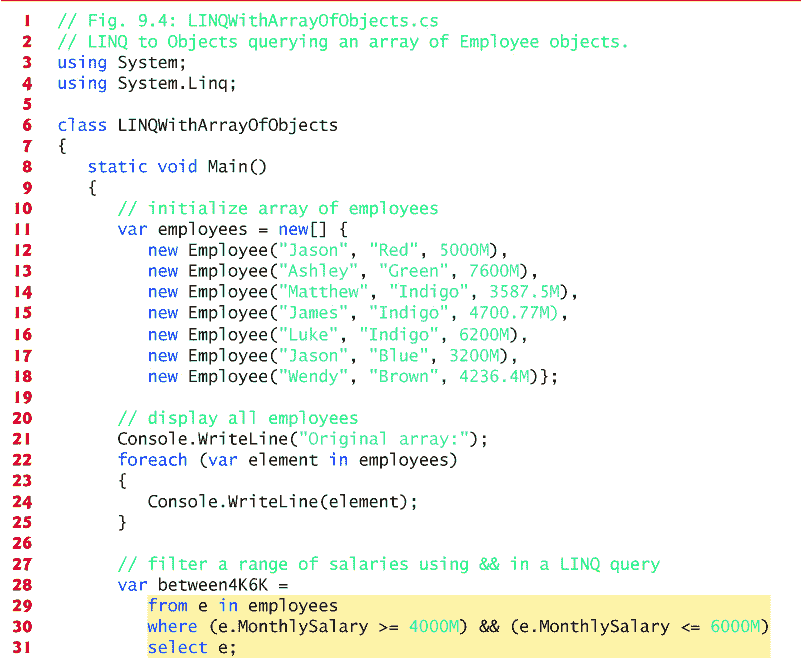 1 // Fig. 9.4: LINQWithArrayOfObjects.cs
2 // LINQ to Objects querying an array of Employee objects.
3 using System;
4 using System.Linq;
5
6 class LINQWithArrayOfObjects
7 {
8 static void Main()
9 {
10 // initialize array of employees
11 var employees = new[] {
12 new Employee("Jason", "Red", 5000M),
13 new Employee("Ashley", "Green", 7600M),
14 new Employee("Matthew", "Indigo", 3587.5M),
15 new Employee("James", "Indigo", 4700.77M),
16 new Employee("Luke", "Indigo", 6200M),
17 new Employee("Jason", "Blue", 3200M),
18 new Employee("Wendy", "Brown", 4236.4M)};
19
20 // display all employees
21 Console.WriteLine("Original array:");
22 foreach (var element in employees)
23 {
24 Console.WriteLine(element);
25 }
26
27 // filter a range of salaries using && in a LINQ query
28 var between4K6K =
29 from e in employees
30 where (e.MonthlySalary >= 4000M) && (e.MonthlySalary <= 6000M)
31 select e;